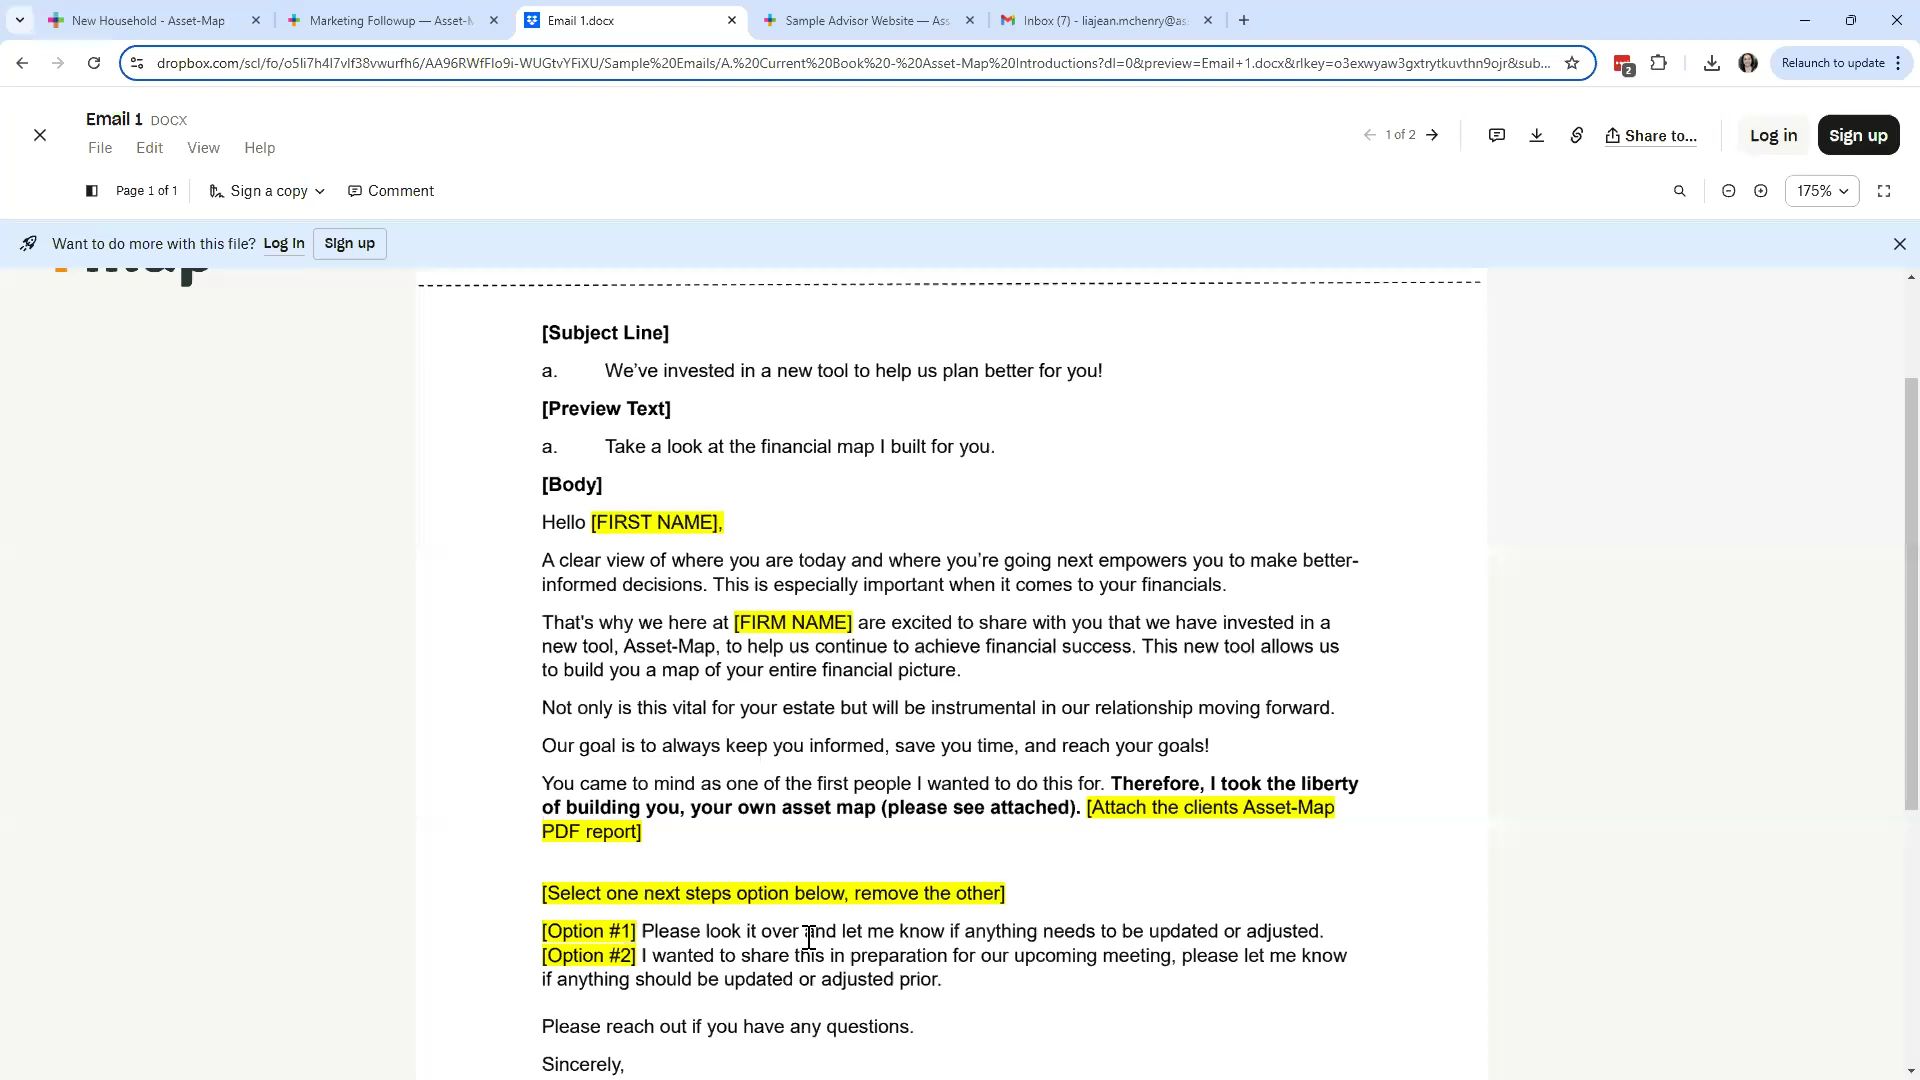 New Household - Asset-Map
Marketing Followup — Asset-M
Email 1.docx
Sample Advisor Website — Ass
Inbox (7) - liajean.mchenry@as
dropbox.com/scl/fo/o5li7h4l7vlf38vwurfh6/AA96RWfFlo9i-WUGtvYFiXU/Sample%20Emails/A.%20Current%20Book%20-%20Asset-Map%20Introductions?dl=0&preview=Email+1.docx&rlkey=o3exwyaw3gxtrytkuvthn9ojr&sub...
2
Relaunch to update
Email 1 DOCX
File Edit View Help
1 of 2
Share to...
Log in
Sign up
Page 1 of 1
Sign a copy
Comment
175%
Want to do more with this file? Log in Sign up
map
[Subject Line]
a. We’ve invested in a new tool to help us plan better for you!
[Preview Text]
a. Take a look at the financial map I built for you.
[Body]
Hello [FIRST NAME],
A clear view of where you are today and where you’re going next empowers you to make better-
informed decisions. This is especially important when it comes to your financials.
That's why we here at [FIRM NAME] are excited to share with you that we have invested in a
new tool, Asset-Map, to help us continue to achieve financial success. This new tool allows us
to build you a map of your entire financial picture.
Not only is this vital for your estate but will be instrumental in our relationship moving forward.
Our goal is to always keep you informed, save you time, and reach your goals!
You came to mind as one of the first people I wanted to do this for. Therefore, I took the liberty
of building you, your own asset map (please see attached). [Attach the clients Asset-Map
PDF report]
[Select one next steps option below, remove the other]
[Option #1] Please look it over and let me know if anything needs to be updated or adjusted.
[Option #2] I wanted to share this in preparation for our upcoming meeting, please let me know
if anything should be updated or adjusted prior.
Please reach out if you have any questions.
Sincerely,